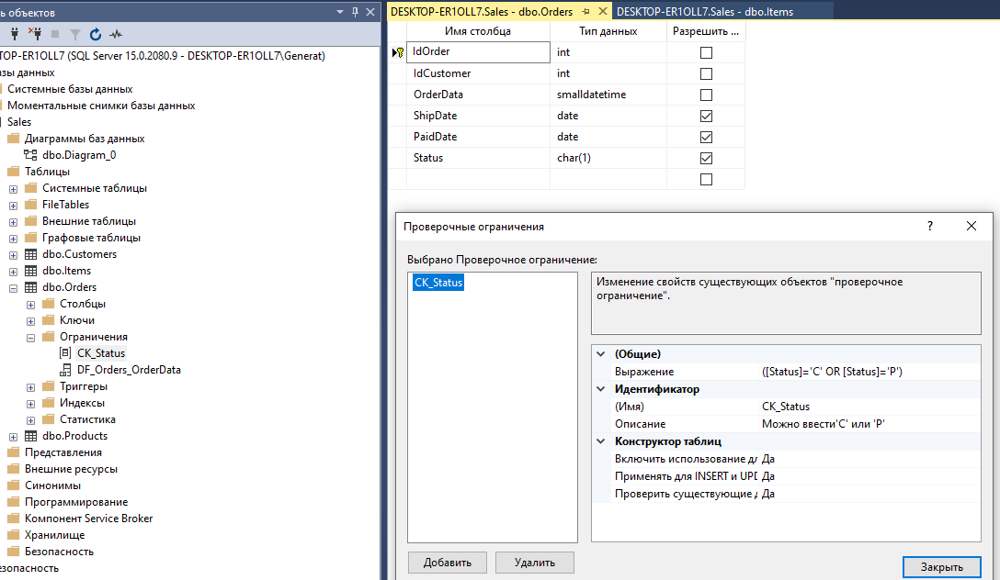 ь объектов
TOP-ER1OLL7 (SQL Server 15.0.2080.9 - DESKTOP-ER1OLL7\Generat)
азы данных
Системные базы данных
Моментальные снимки базы данных
Sales
Диаграммы баз данных
dbo.Diagram_0
Таблицы
Системные таблицы
FileTables
Внешние таблицы
Графовые таблицы
dbo.Customers
dbo.Items
dbo.Orders
Столбцы
Ключи
Ограничения
CK_Status
DF_Orders_OrderData
Триггеры
Индексы
Статистика
dbo.Products
Представления
Внешние ресурсы
Синонимы
Программирование
Компонент Service Broker
Хранилище
Безопасность
езопасность
DESKTOP-ER1OLL7.Sales - dbo.Orders DESKTOP-ER1OLL7.Sales - dbo.Items
Имя столбца Тип данных Разрешить ...
IdOrder int
IdCustomer int
OrderData smalldatetime
ShipDate date
PaidDate date
Status char(1)
Проверочные ограничения ?
Выбрано Проверочное ограничение:
CK_Status
Изменение свойств существующих объектов "проверочное
ограничение".
(Общие)
Выражение ([Status]='C' OR [Status]='P')
Идентификатор
(Имя) CK_Status
Описание Можно ввести'C' или 'P'
Конструктор таблиц
Включить использование дл Да
Применять для INSERT и UPD Да
Проверить существующие д Да
Добавить Удалить
Закрыть